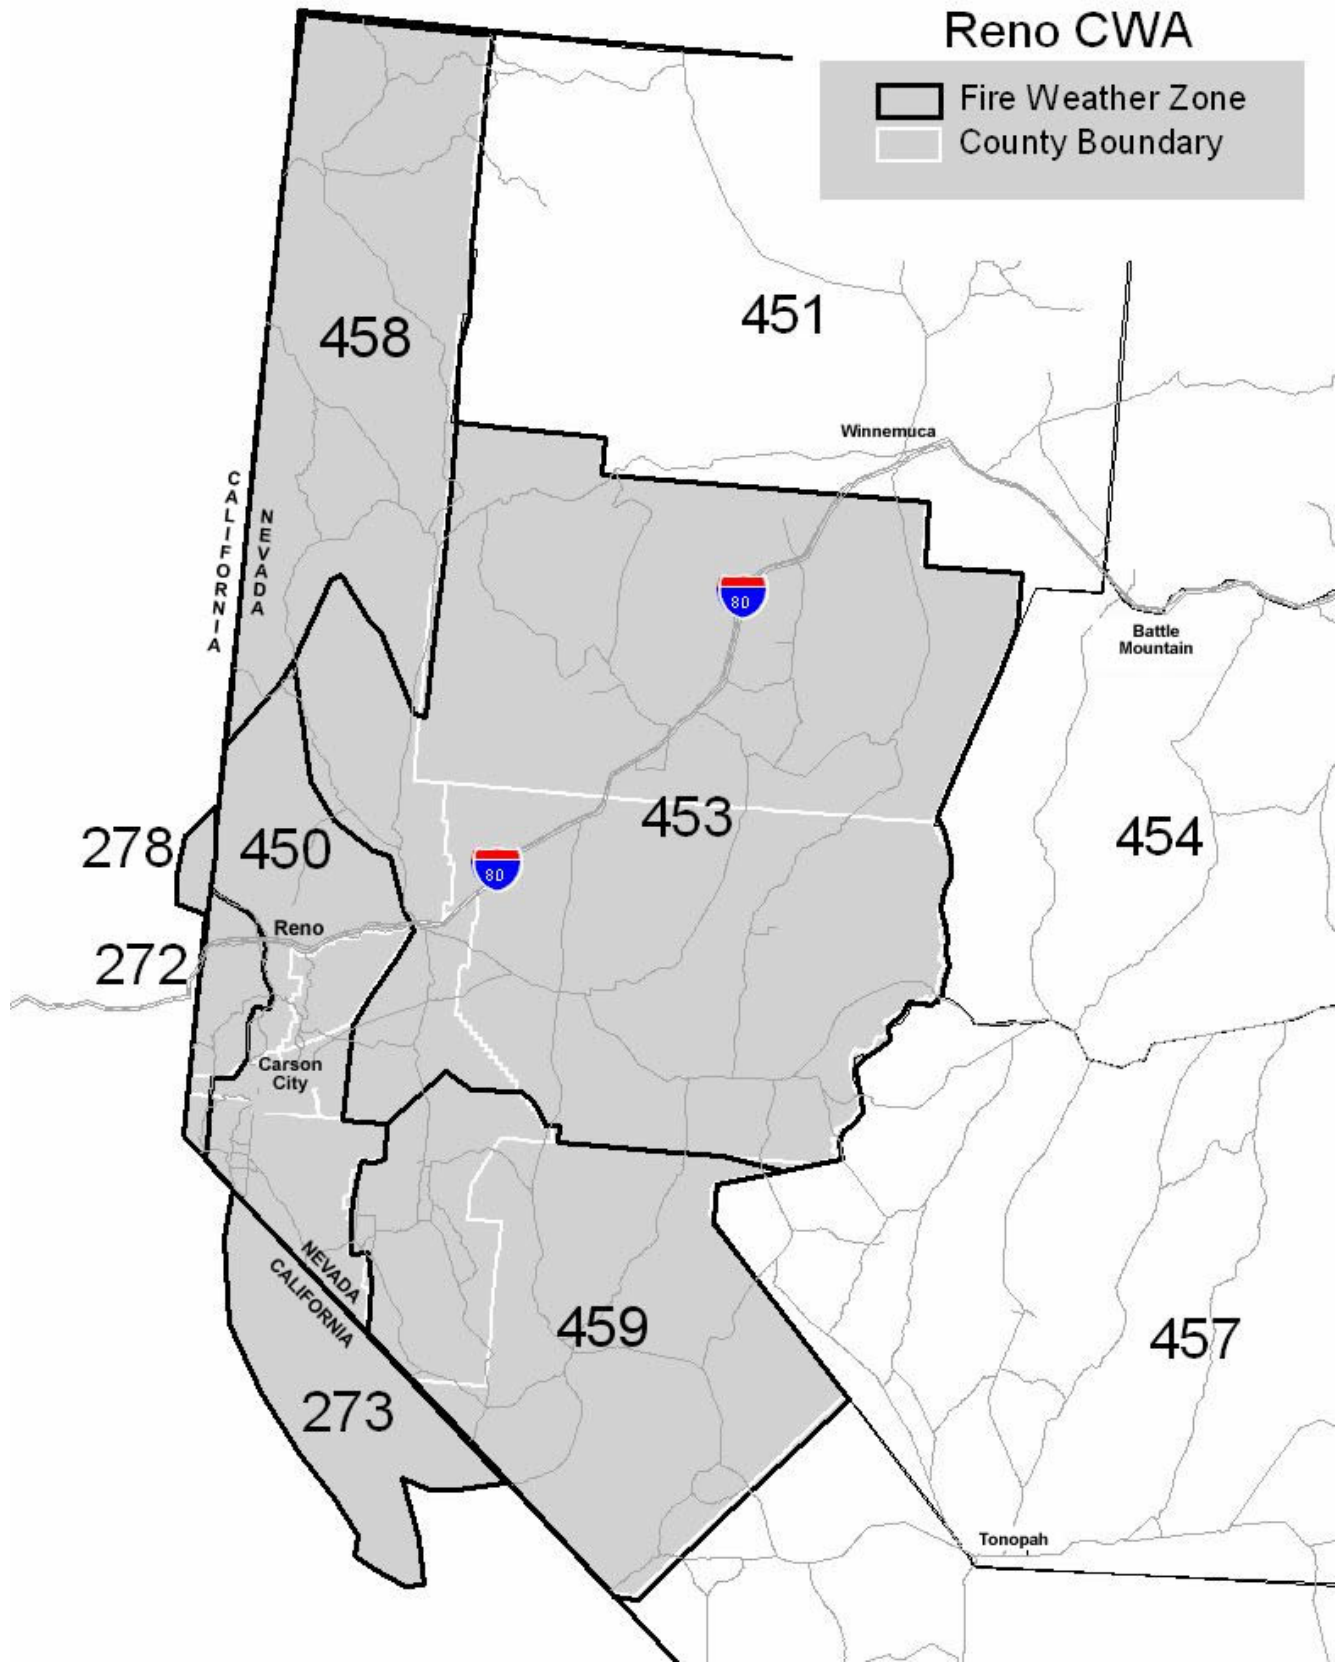 Reno CWA
Fire Weather Zone
County Boundary
458
451
Winnemuca
CALIFORNIA
NEVADA
80
Battle
Mountain
453
278
450
454
80
Reno
272
Carson
City
NEVADA
CALIFORNIA
459
457
273
Tonopah